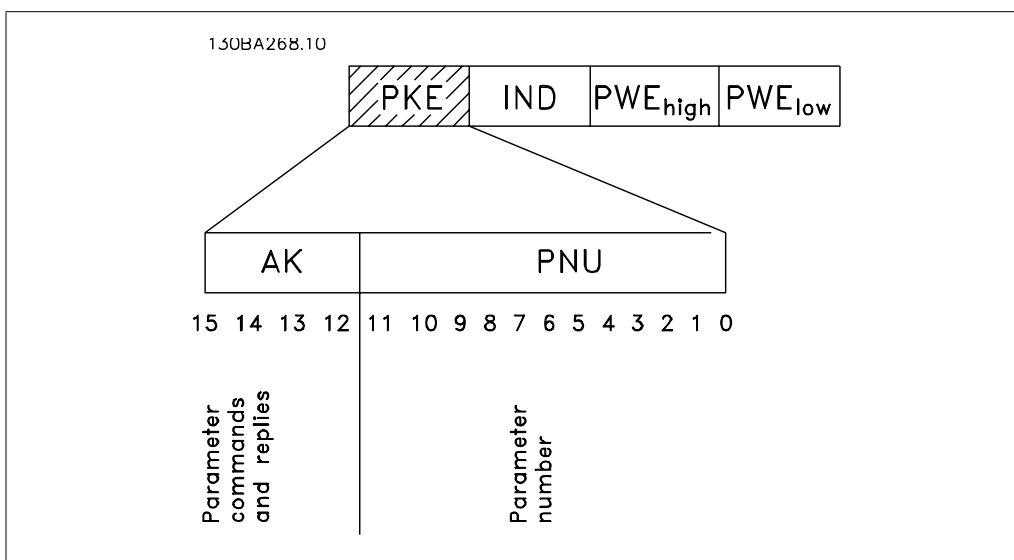 130BA268.10
PKE IND PWEhigh PWElow
AK PNU
15 14 13 12 11 10 9 8 7 6 5 4 3 2 1 0
Parameter
commands
and replies
Parameter
number